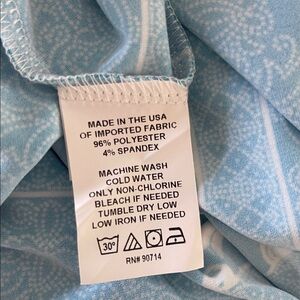 MADE IN THE USA
OF IMPORTED FABRIC
96% POLYESTER
4% SPANDEX
MACHINE WASH
COLD WATER
ONLY NON-CHLORINE
BLEACH IF NEEDED
TUMBLE DRY LOW
LOW IRON IF NEEDED
30°
RN# 90714